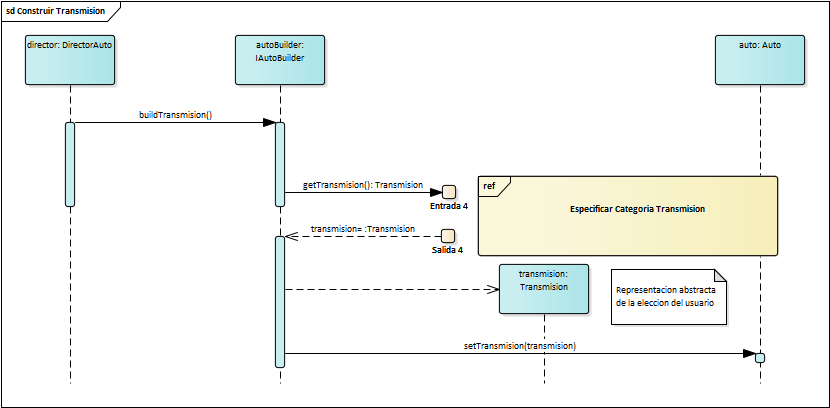 sd Construir Transmision
director: DirectorAuto
autoBuilder:
IAutoBuilder
auto: Auto
buildTransmision()
getTransmision(): Transmision
Entrada 4
ref
Especificar Categoria Transmision
transmision= :Transmision
Salida 4
transmision:
Transmision
Representacion abstracta
de la eleccion del usuario
setTransmision(transmision)